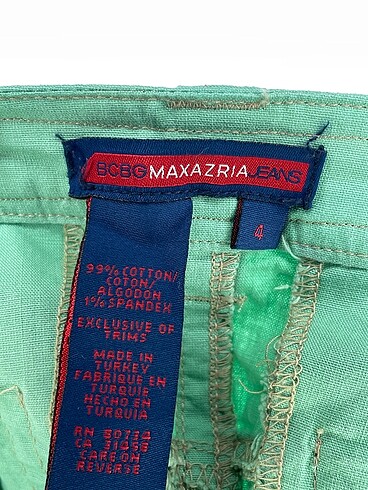 BCBGMAXAZRIAJEANS
4
99% COTTON/
COTON/
ALGODON
1% SPANDEX
EXCLUSIVE OF
TRIMS
MADE IN
TURKEY
FABRIQUE EN
TURQUIE
HECHO EN
TURQUIA
RN
CA
CARE ON
REVERSE